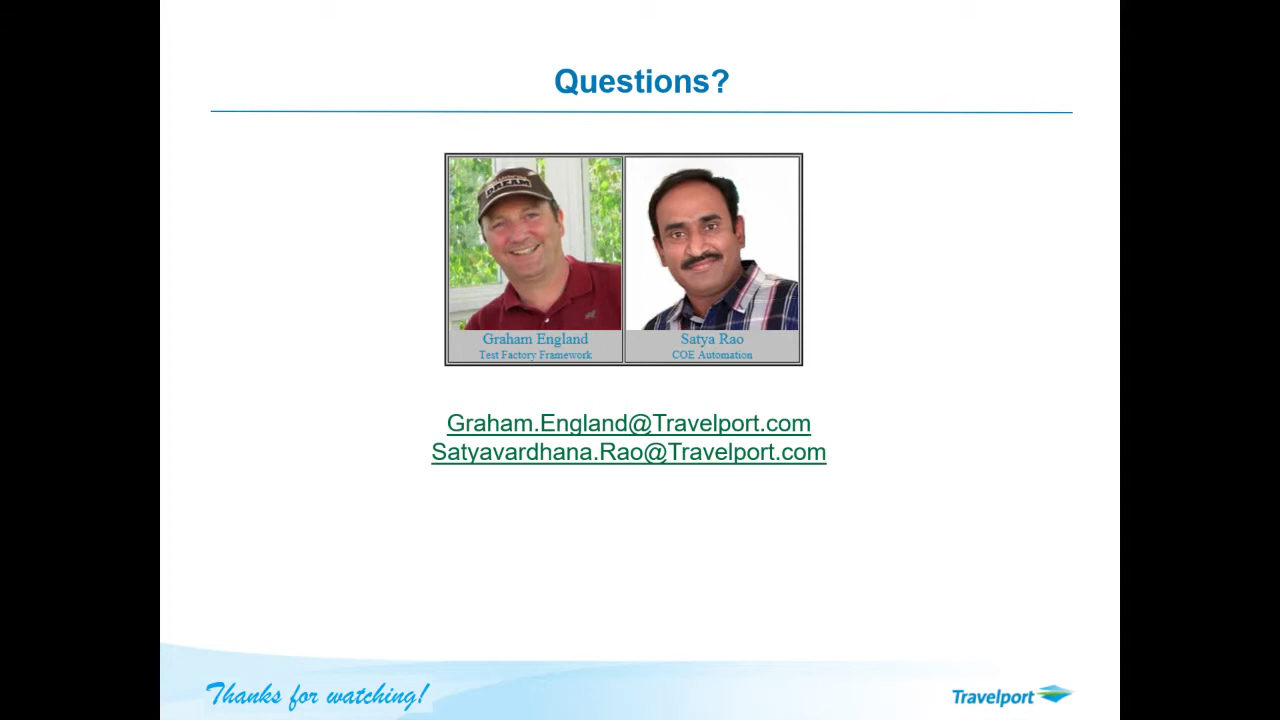 Questions?
DREAM
Graham England
Satya Rao
Test Factory Framework
COE Automation
Graham.England@Travelport.com
Satyavardhana.Rao@Travelport.com
Thanks for watching!
Travelport